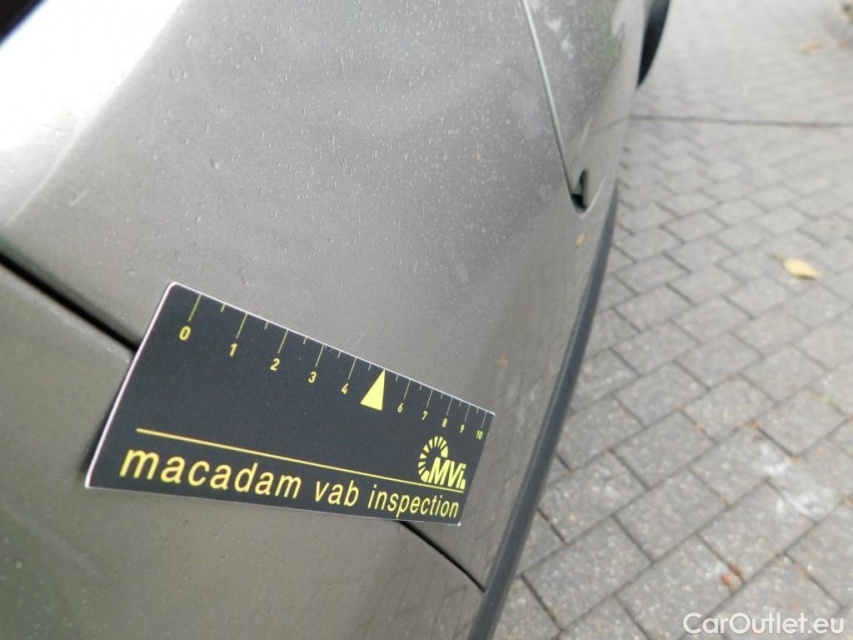 0 1 2 3 4 6 7 8 9 10
MVi
macadam vab inspection
CarOutlet.eu